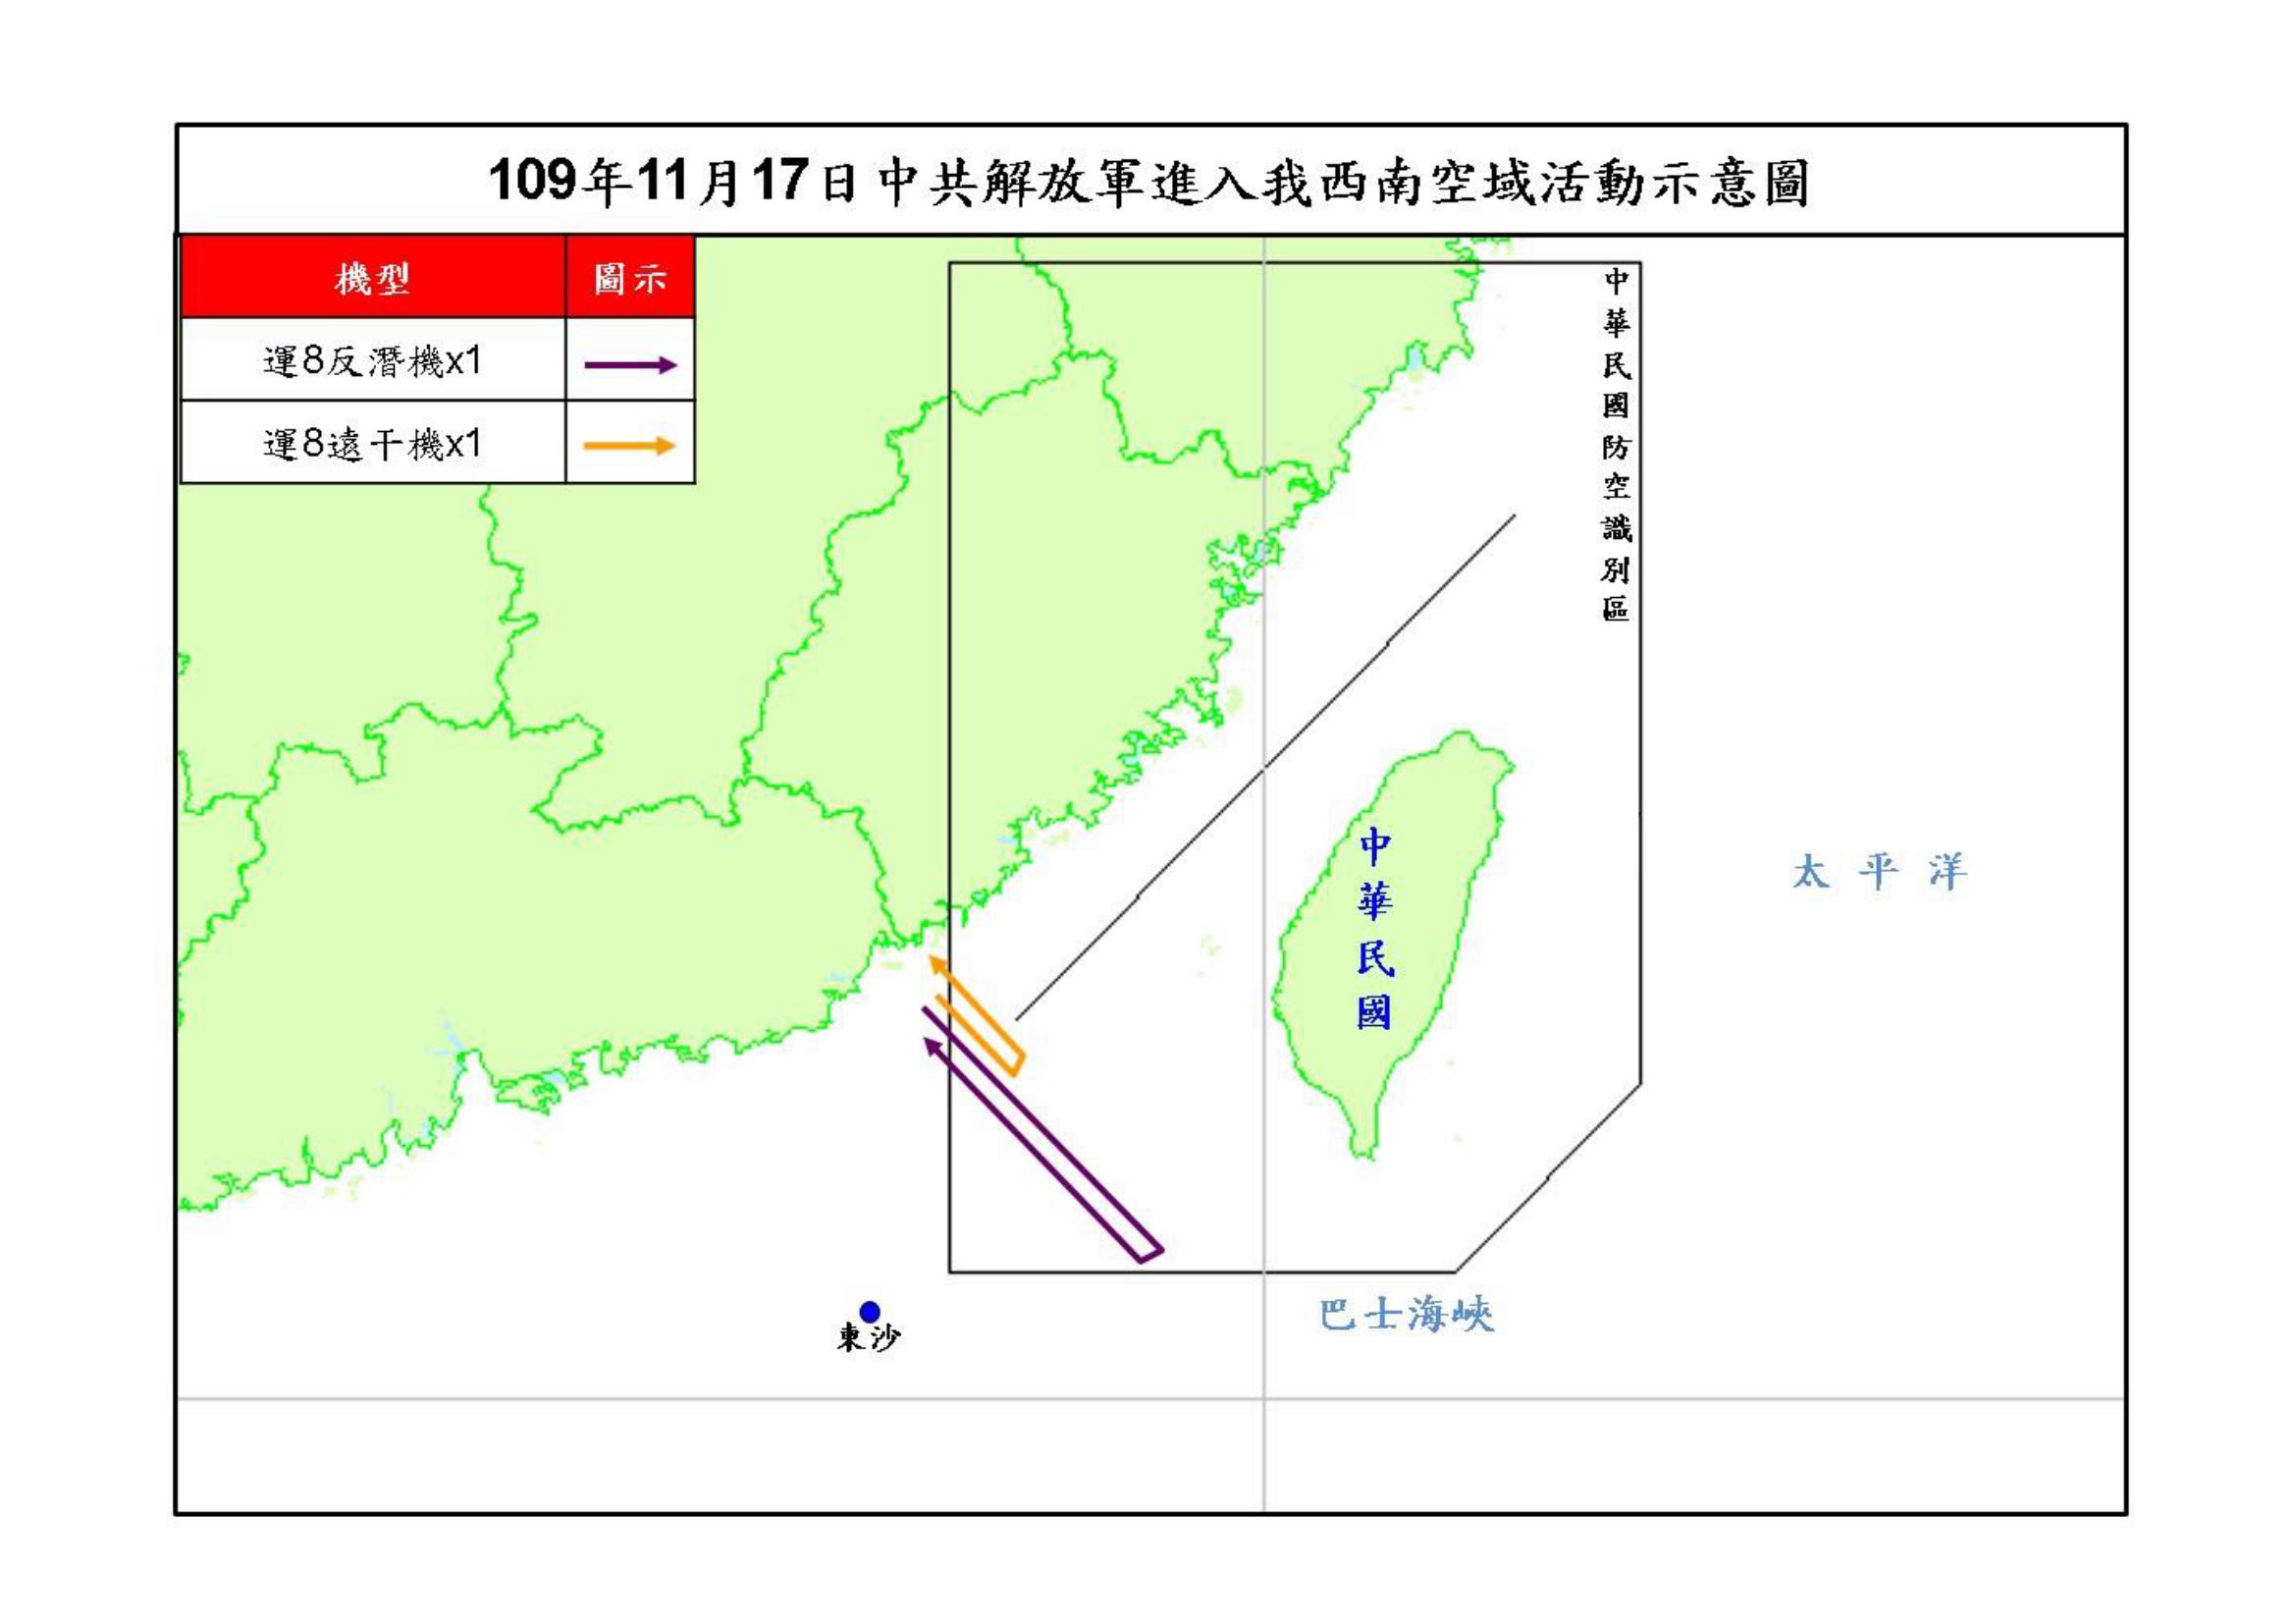 109年11月17日中共解放軍進入我西南空域活動示意圖
機型 圖示
運8反潛機x1
運8遠干機x1
中華民國防空識別區
中華民國
太平洋
巴士海峽
東沙